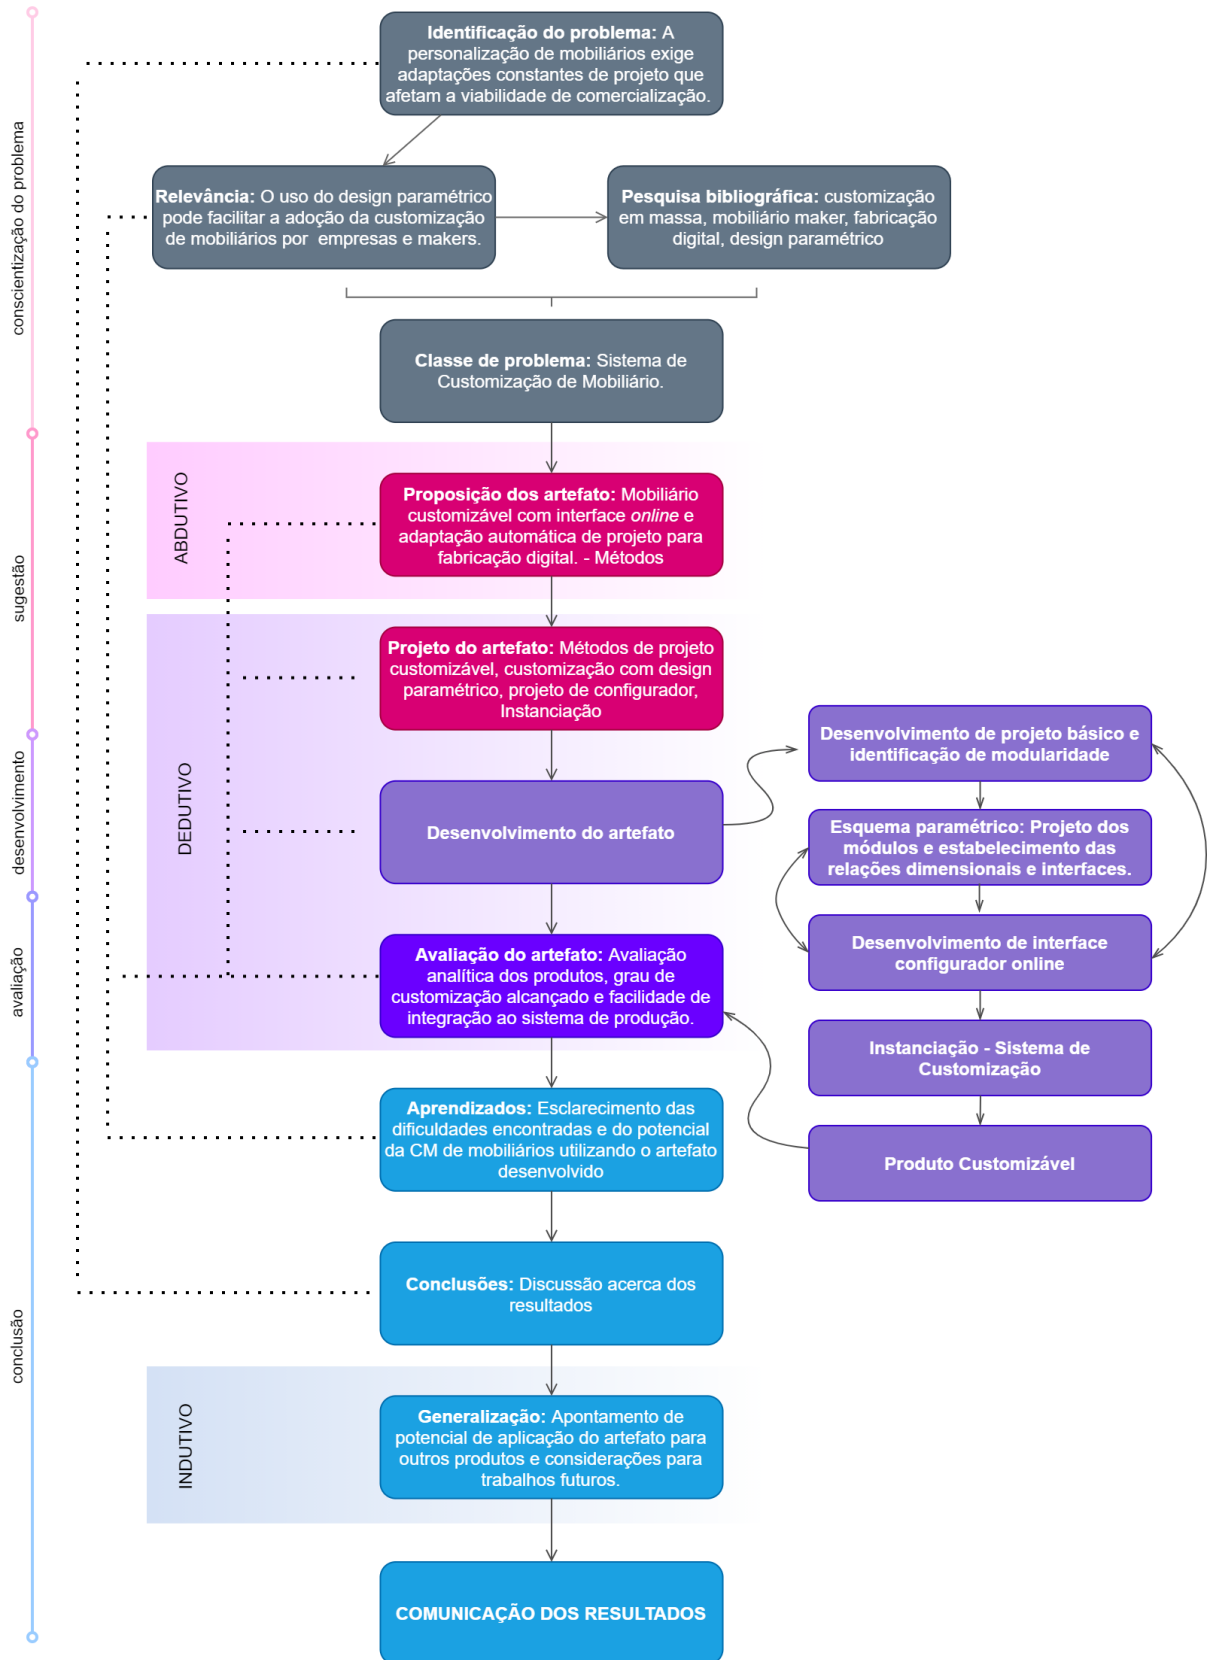 Identificação do problema: A
personalização de mobiliários exige
adaptações constantes de projeto que
afetam a viabilidade de comercialização.
conscientização do problema
Relevância: O uso do design paramétrico
pode facilitar a adoção da customização
de mobiliários por empresas e makers.
Pesquisa bibliográfica: customização
em massa, mobiliário maker, fabricação
digital, design paramétrico
Classe de problema: Sistema de
Customização de Mobiliário.
sugestão
ABDUTIVO
Proposição dos artefato: Mobiliário
customizável com interface online e
adaptação automática de projeto para
fabricação digital. - Métodos
DEDUTIVO
Projeto do artefato: Métodos de projeto
customizável, customização com design
paramétrico, projeto de configurador,
Instanciação
desenvolvimento
Desenvolvimento do artefato
Desenvolvimento de projeto básico e
identificação de modularidade
Esquema paramétrico: Projeto dos
módulos e estabelecimento das
relações dimensionais e interfaces.
Desenvolvimento de interface
configurador online
Instanciação - Sistema de
Customização
Produto Customizável
avaliação
Avaliação do artefato: Avaliação
analítica dos produtos, grau de
customização alcançado e facilidade de
integração ao sistema de produção.
conclusão
Aprendizados: Esclarecimento das
dificuldades encontradas e do potencial
da CM de mobiliários utilizando o artefato
desenvolvido
Conclusões: Discussão acerca dos
resultados
INDUTIVO
Generalização: Apontamento de
potencial de aplicação do artefato para
outros produtos e considerações para
trabalhos futuros.
COMUNICAÇÃO DOS RESULTADOS